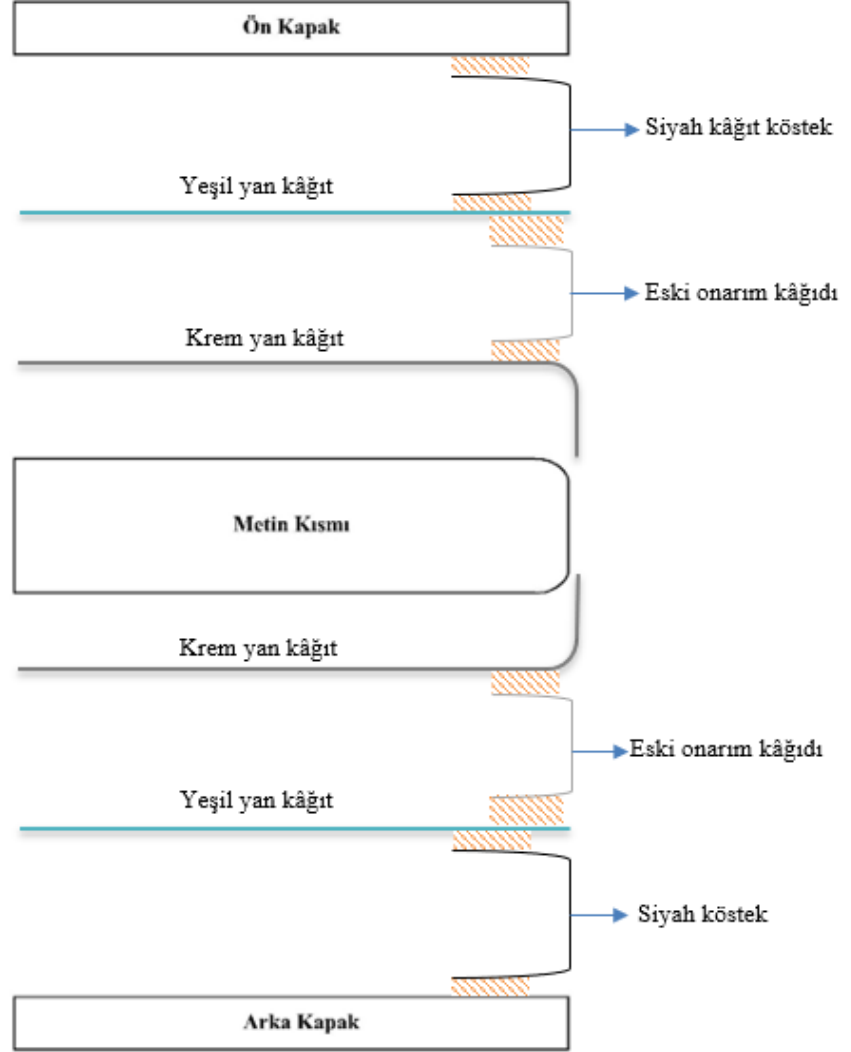 Ön Kapak
Siyah kâğıt köstek
Yeşil yan kâğıt
Eski onarım kâğıdı
Krem yan kâğıt
Metin Kısmı
Krem yan kâğıt
Eski onarım kâğıdı
Yeşil yan kâğıt
Siyah köstek
Arka Kapak